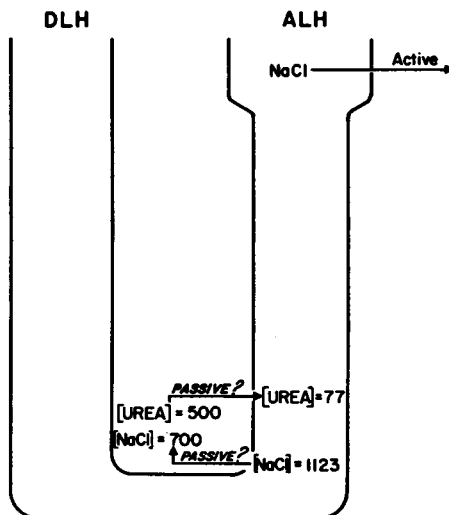 DLH
ALH
NaCl
Active
PASSIVE?
[UREA] = 500
[UREA]=77
[NaCl] = 700
PASSIVE?
[NaCl] = 1123